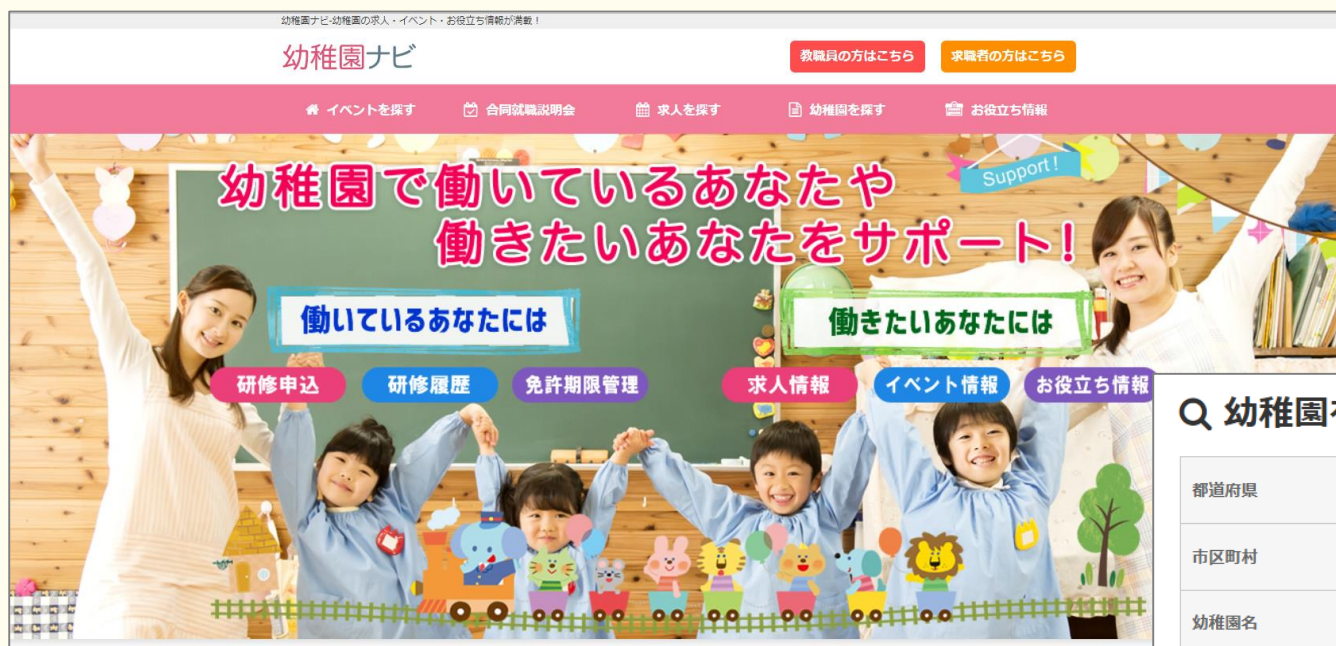 幼稚園ナビ-幼稚園の求人・イベント・お役立ち情報が満載！
幼稚園ナビ
教職員の方はこちら
求職者の方はこちら
イベントを探す
合同就職説明会
求人を探す
幼稚園を探す
お役立ち情報
Support!
幼稚園で働いているあなたや
働きたいあなたをサポート!
働いているあなたには
働きたいあなたには
研修申込
研修履歴
免許期限管理
求人情報
イベント情報
お役立ち情報
幼稚園
都道府県
市区町村
幼稚園名